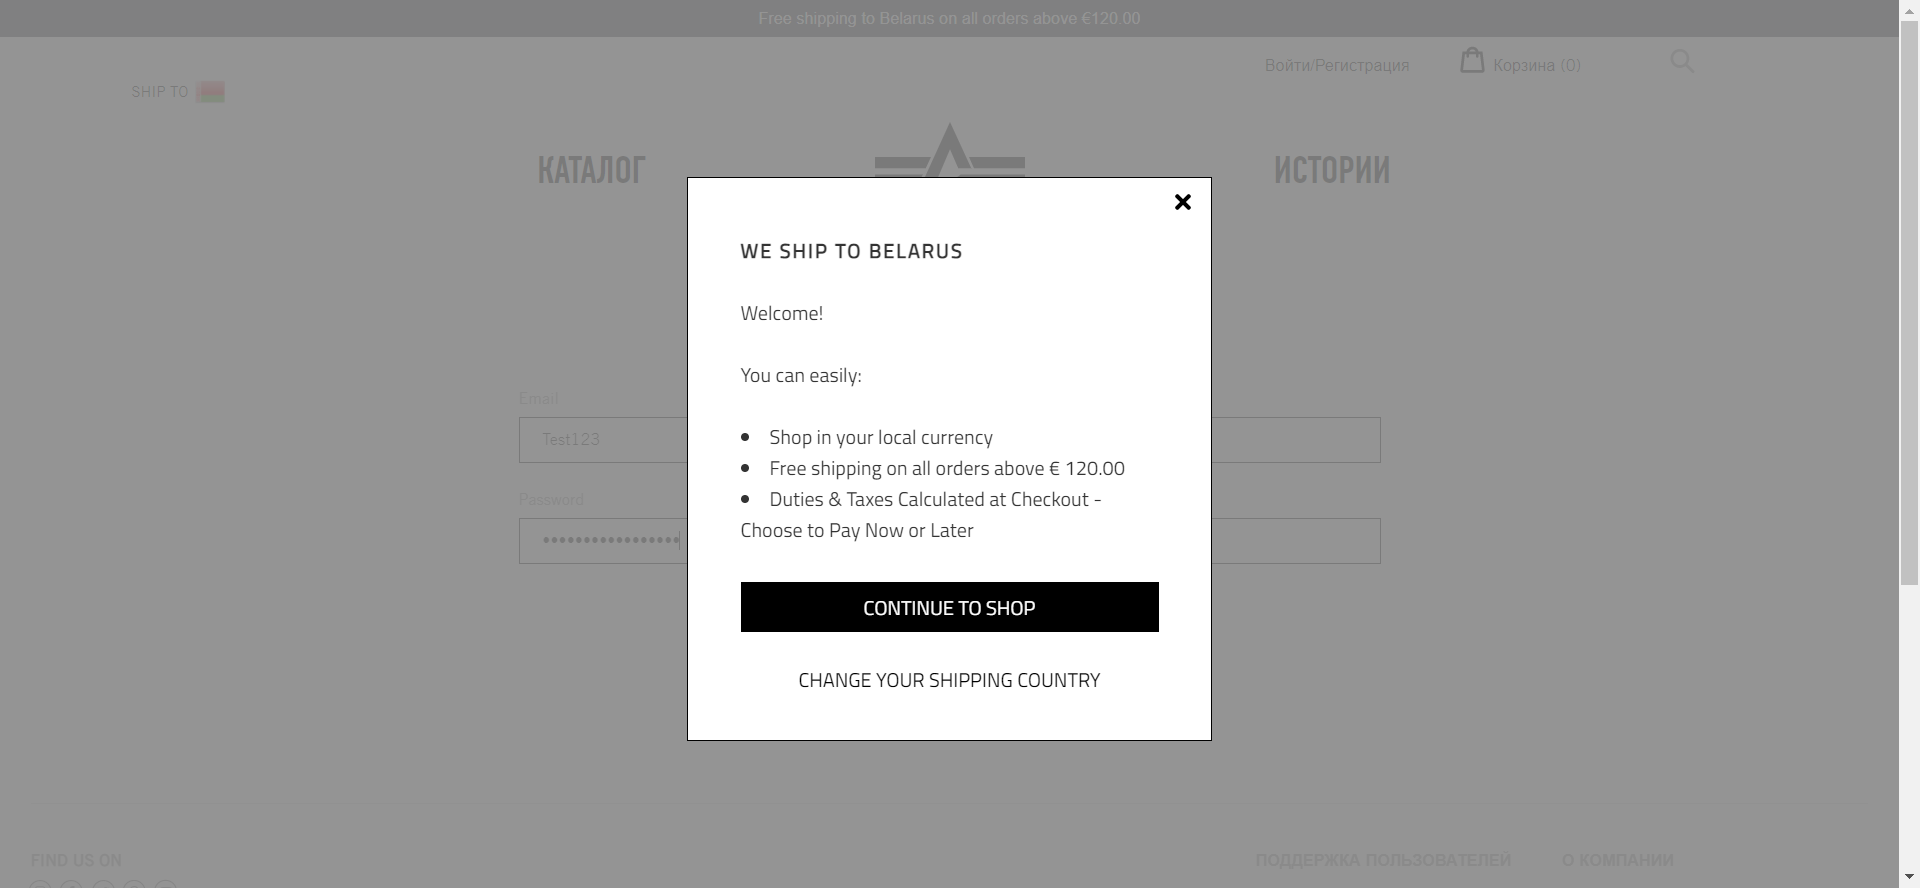 Free shipping to Belarus on all orders above €120.00
Войти/Регистрация
Корзина (0)
SHIP TO
КАТАЛОГ
ИСТОРИИ
WE SHIP TO BELARUS
Welcome!
You can easily:
Shop in your local currency
Free shipping on all orders above € 120.00
Duties & Taxes Calculated at Checkout -
Choose to Pay Now or Later
CONTINUE TO SHOP
CHANGE YOUR SHIPPING COUNTRY
Email
Test123
Password
•••••••••••••••••
FIND US ON
ПОДДЕРЖКА ПОЛЬЗОВАТЕЛЕЙ
О КОМПАНИИ